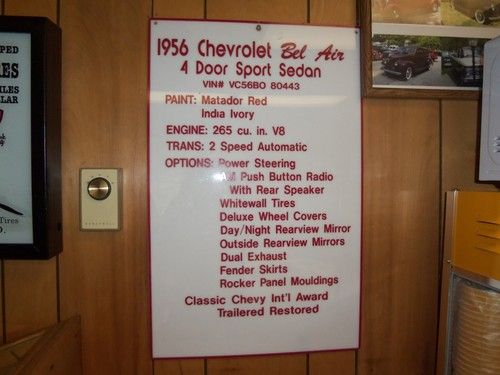 1956 Chevrolet Bel Air
4 Door Sport Sedan
VIN# VC56BO 80443
PAINT: Matador Red
India Ivory
ENGINE: 265 cu. in. V8
TRANS: 2 Speed Automatic
OPTIONS: Power Steering
AM Push Button Radio
With Rear Speaker
Whitewall Tires
Deluxe Wheel Covers
Day/Night Rearview Mirror
Outside Rearview Mirrors
Dual Exhaust
Fender Skirts
Rocker Panel Mouldings
Classic Chevy Int'l Award
Trailered Restored